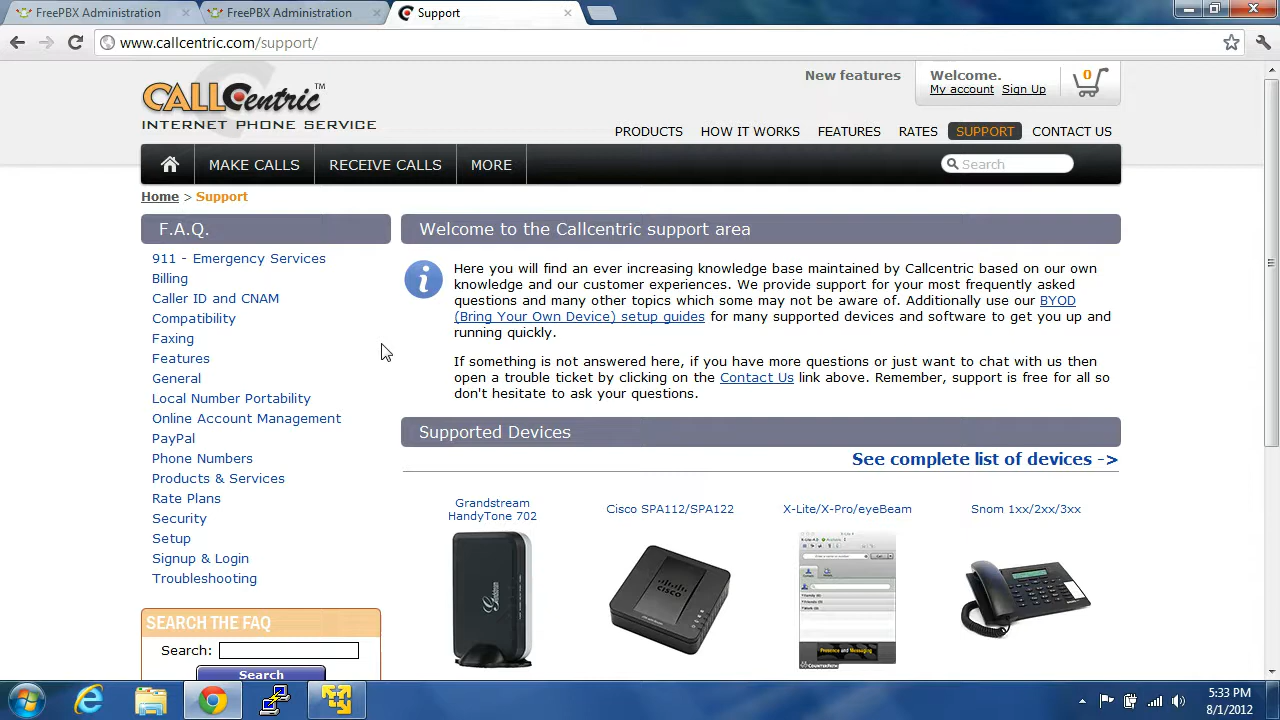 FreePBX Administration
FreePBX Administration
Support
www.callcentric.com/support/
New features
Welcome.
My account Sign Up
0
CALLCentric™
INTERNET PHONE SERVICE
PRODUCTS HOW IT WORKS FEATURES RATES SUPPORT CONTACT US
MAKE CALLS RECEIVE CALLS MORE
Search
Home > Support
F.A.Q.
911 - Emergency Services
Billing
Caller ID and CNAM
Compatibility
Faxing
Features
General
Local Number Portability
Online Account Management
PayPal
Phone Numbers
Products & Services
Rate Plans
Security
Setup
Signup & Login
Troubleshooting
SEARCH THE FAQ
Search:
Search
Welcome to the Callcentric support area
Here you will find an ever increasing knowledge base maintained by Callcentric based on our own
knowledge and our customer experiences. We provide support for your most frequently asked
questions and many other topics which some may not be aware of. Additionally use our BYOD
(Bring Your Own Device) setup guides for many supported devices and software to get you up and
running quickly.
If something is not answered here, if you have more questions or just want to chat with us then
open a trouble ticket by clicking on the Contact Us link above. Remember, support is free for all so
don't hesitate to ask your questions.
Supported Devices
See complete list of devices ->
Grandstream
HandyTone 702
Cisco SPA112/SPA122
X-Lite/X-Pro/eyeBeam
Snom 1xx/2xx/3xx
Grandstream
CISCO
Presence and Messaging
COUNTERPATH
5:33 PM
8/1/2012